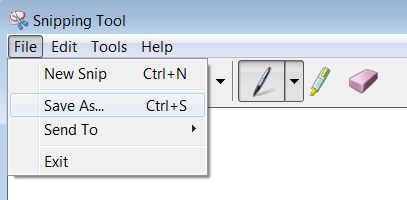 Snipping Tool
File Edit Tools Help
New Snip Ctrl+N
Save As... Ctrl+S
Send To
Exit